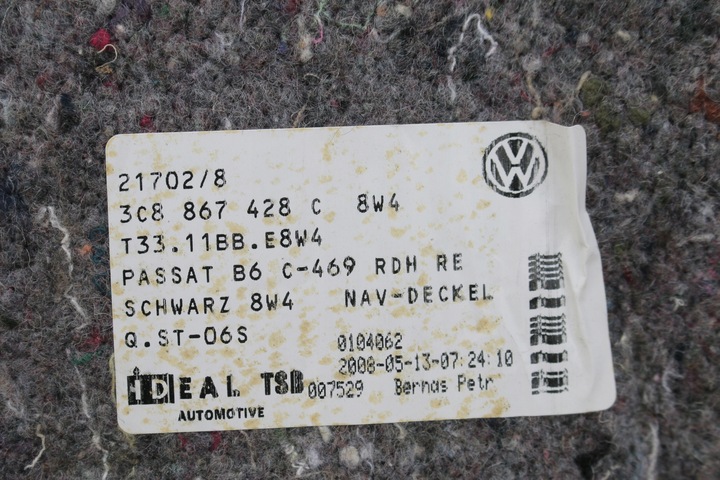 21702/8
3C8 867 428 C 8W4
T33.11BB.E8W4
PASSAT B6 C-469 RDH RE
SCHWARZ 8W4 NAV-DECKEL
Q.ST-06S
0104062
2008-05-13-07:24:10
IDEAL TSB 007529 Bernas Petr
AUTOMOTIVE
VW